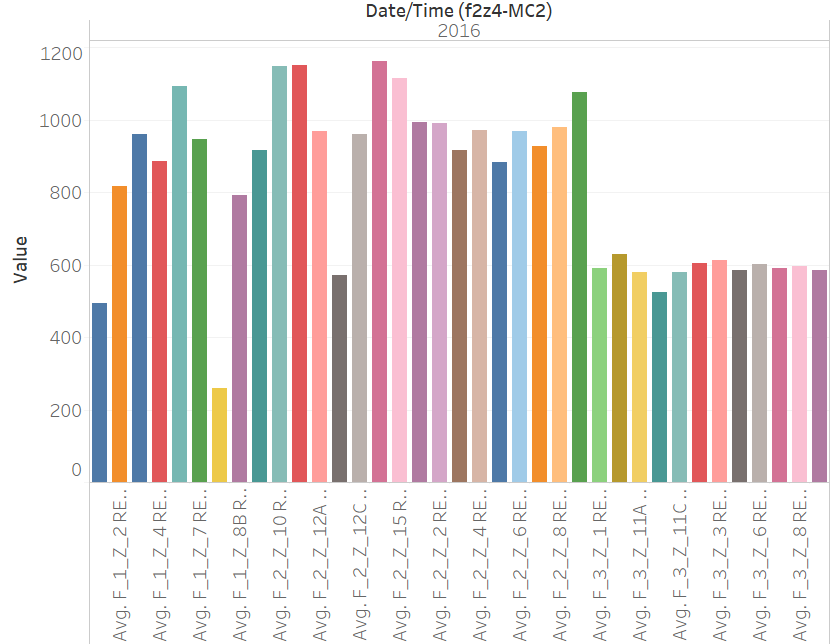 Date/Time (f2z4-MC2)
2016
1200
1000
800
600
400
200
0
Value
Avg. F_1_Z_2 RE..
Avg. F_1_Z_4 RE..
Avg. F_1_Z_7 RE..
Avg. F_1_Z_8B R..
Avg. F_2_Z_10 R..
Avg. F_2_Z_12A ..
Avg. F_2_Z_12C ..
Avg. F_2_Z_15 R..
Avg. F_2_Z_2 RE..
Avg. F_2_Z_4 RE..
Avg. F_2_Z_6 RE..
Avg. F_2_Z_8 RE..
Avg. F_3_Z_1 RE..
Avg. F_3_Z_11A ..
Avg. F_3_Z_11C ..
Avg. F_3_Z_3 RE..
Avg. F_3_Z_6 RE..
Avg. F_3_Z_8 RE..